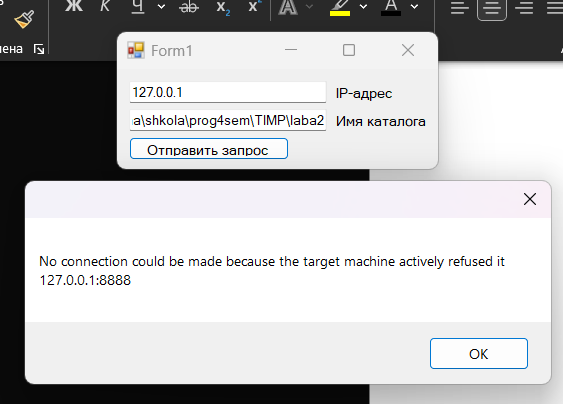 Ж К Ч x₂ x² A A
мена
Form1
127.0.0.1 IP-адрес
a\shkola\prog4sem\TIMP\laba2 Имя каталога
Отправить запрос
No connection could be made because the target machine actively refused it
127.0.0.1:8888
OK